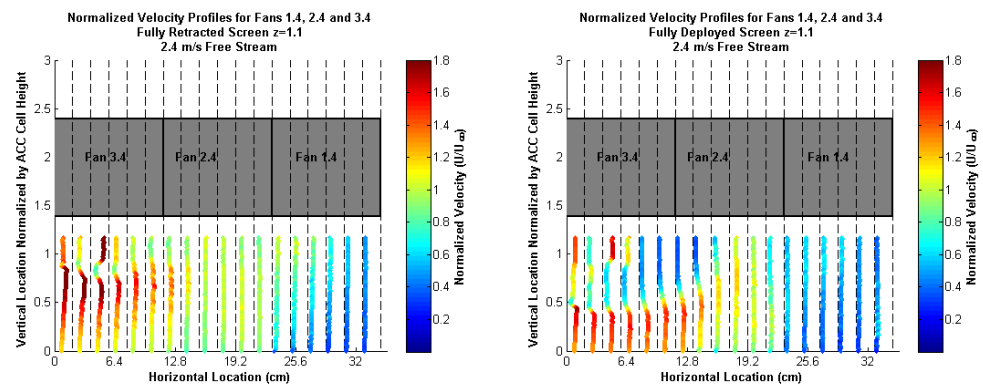 Normalized Velocity Profiles for Fans 1.4, 2.4 and 3.4
Fully Retracted Screen z=1.1
2.4 m/s Free Stream
3
2.5
2
1.5
1
0.5
0
Vertical Location Normalized by ACC Cell Height
Fan 3.4
Fan 2.4
Fan 1.4
0
6.4
12.8
19.2
25.6
32
Horizontal Location (cm)
1.8
1.6
1.4
1.2
1
0.8
0.6
0.4
0.2
Normalized Velocity (U/U∞)
Normalized Velocity Profiles for Fans 1.4, 2.4 and 3.4
Fully Deployed Screen z=1.1
2.4 m/s Free Stream
3
2.5
2
1.5
1
0.5
0
Vertical Location Normalized by ACC Cell Height
Fan 3.4
Fan 2.4
Fan 1.4
0
6.4
12.8
19.2
25.6
32
Horizontal Location (cm)
1.8
1.6
1.4
1.2
1
0.8
0.6
0.4
0.2
Normalized Velocity (U/U∞)